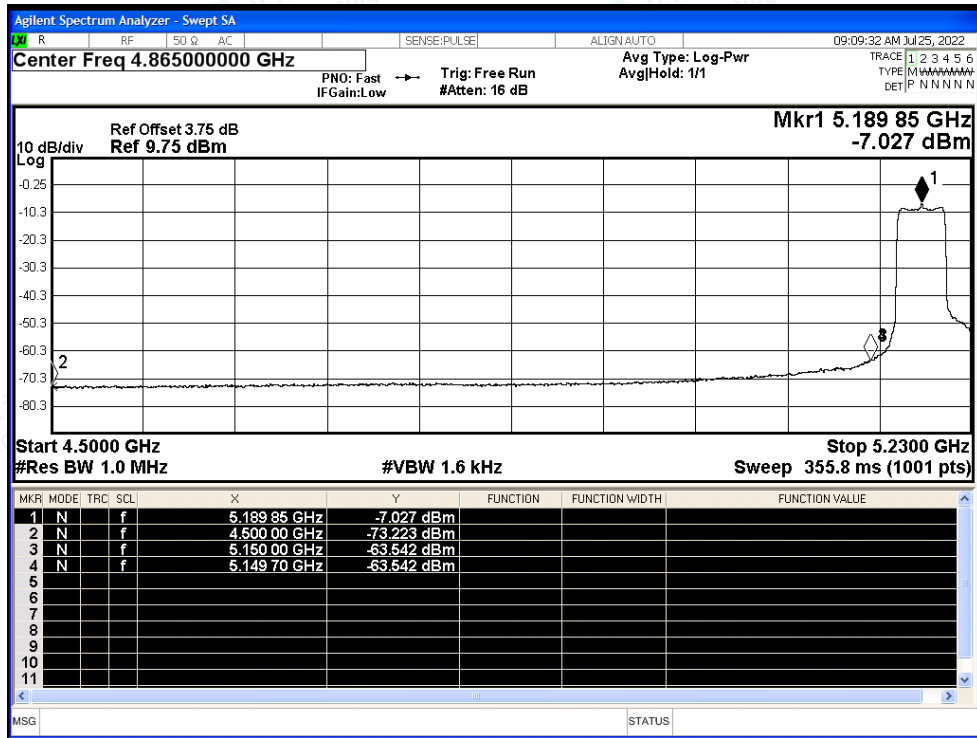 Agilent Spectrum Analyzer - Swept SA
LXI R RF 50 Ω AC SENSE:PULSE ALIGN AUTO 09:09:32 AM Jul 25, 2022
Center Freq 4.865000000 GHz
PNO: Fast
IFGain:Low
Trig: Free Run
#Atten: 16 dB
Avg Type: Log-Pwr
Avg|Hold: 1/1
TRACE 1 2 3 4 5 6
TYPE M
DET P N N N N N
Mkr1 5.189 85 GHz
-7.027 dBm
Ref Offset 3.75 dB
10 dB/div Ref 9.75 dBm
Log
1
-0.25
-10.3
-20.3
-30.3
-40.3
-50.3
-60.3
2
-70.3
-80.3
Start 4.5000 GHz Stop 5.2300 GHz
#Res BW 1.0 MHz #VBW 1.6 kHz Sweep 355.8 ms (1001 pts)
MKR MODE TRC SCL X Y FUNCTION FUNCTION WIDTH FUNCTION VALUE
1 N f 5.189 85 GHz -7.027 dBm
2 N f 4.500 00 GHz -73.223 dBm
3 N f 5.150 00 GHz -63.542 dBm
4 N f 5.149 70 GHz -63.542 dBm
5
6
7
8
9
10
11
MSG STATUS